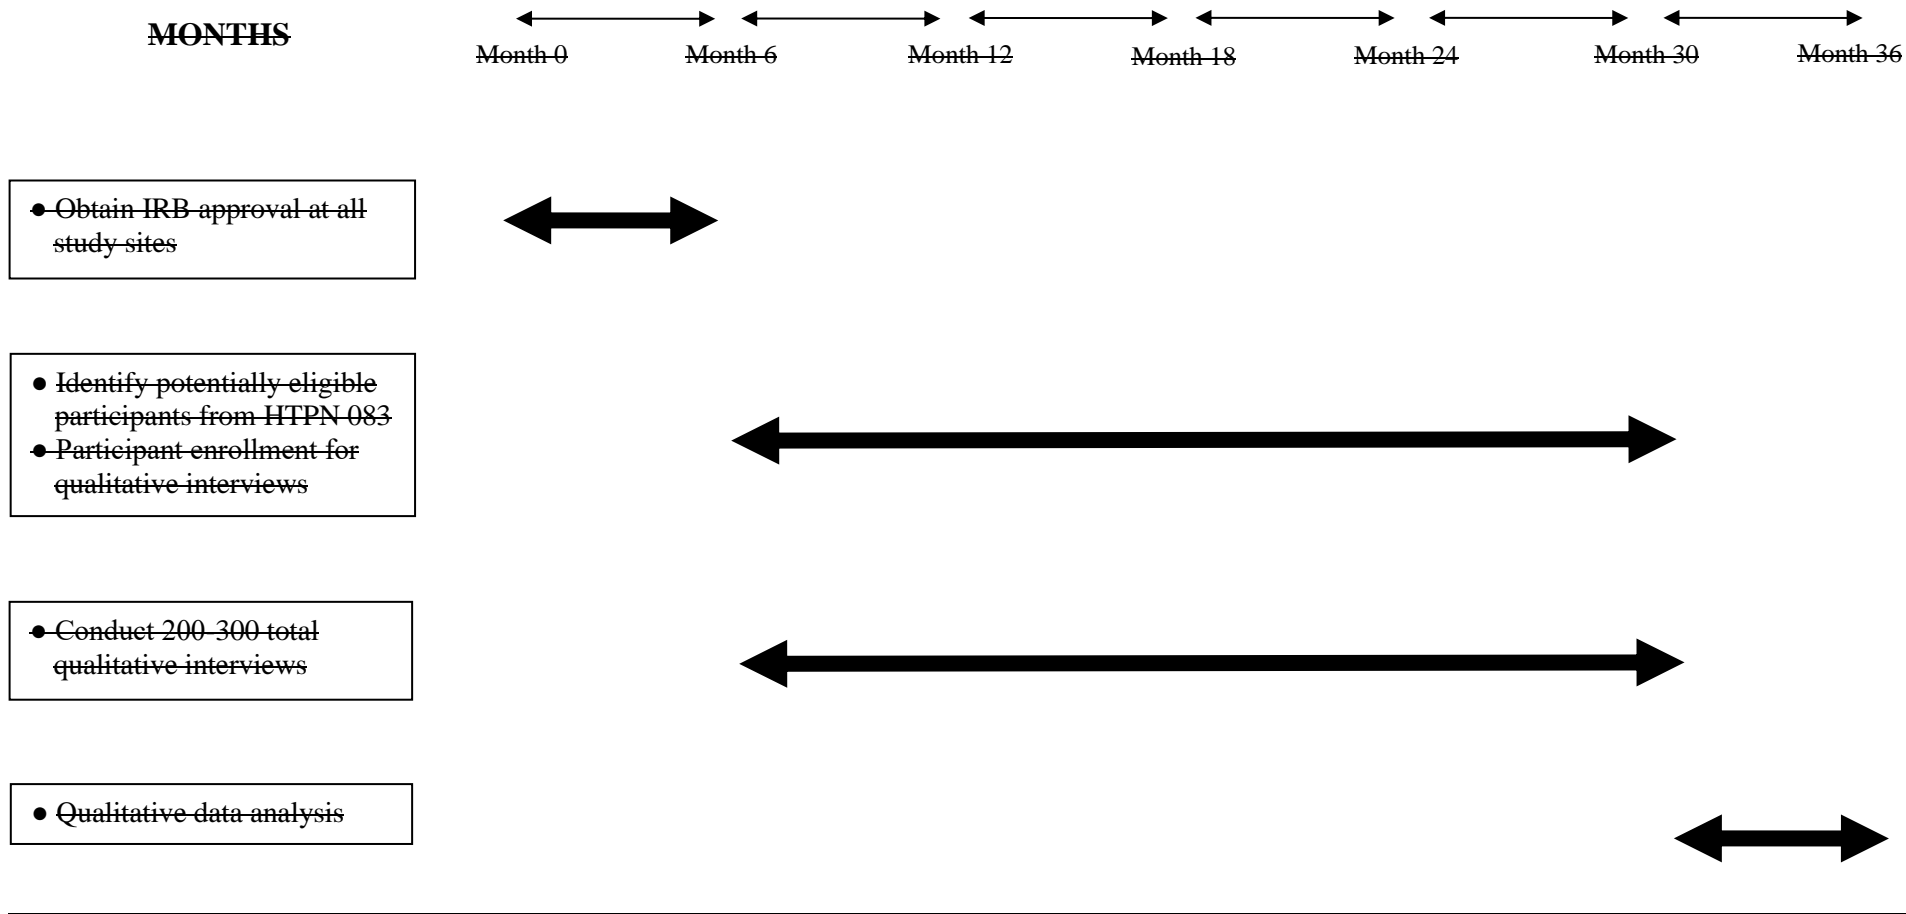 MONTHS
Month 0 Month 6 Month 12 Month 18 Month 24 Month 30 Month 36
● Obtain IRB approval at all
study sites
● Identify potentially eligible
participants from HTPN 083
● Participant enrollment for
qualitative interviews
● Conduct 200-300 total
qualitative interviews
● Qualitative data analysis